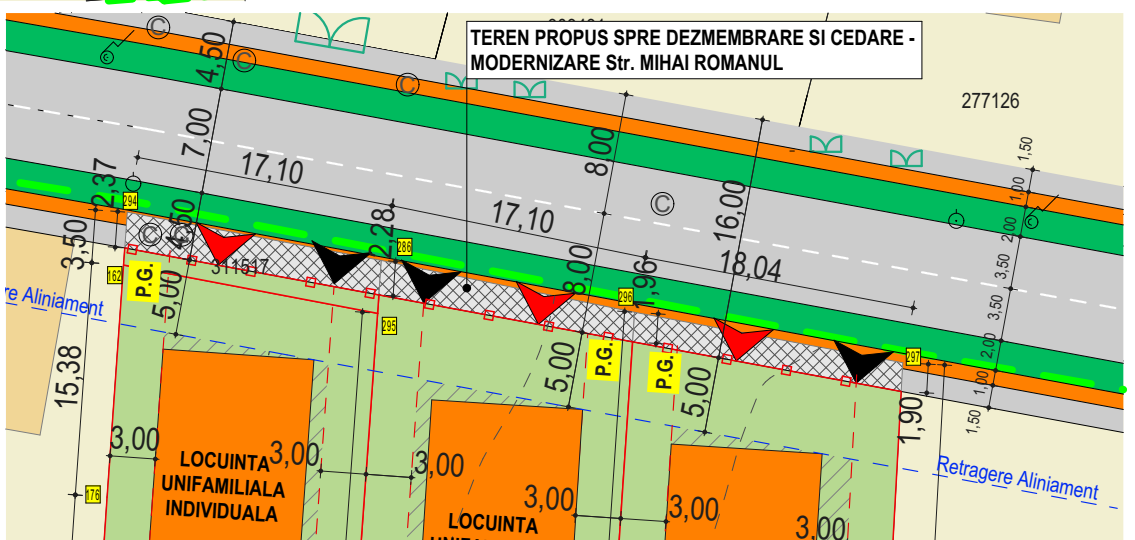 TEREN PROPUS SPRE DEZMEMBRARE SI CEDARE -
MODERNIZARE Str. MIHAI ROMANUL
277126
C
C
C
C
C
C
4,50
7,00
8,00
17,10
17,10
16,00
18,04
1,50
1,00
2,00
3,50
3,50
2,00
1,00
1,50
2,37
294
3,50
4,50
2,28
286
8,00
296
1,96
297
1,90
162
P.G.
311517
5,00
295
P.G.
P.G.
5,00
5,00
re Aliniament
Retragere Aliniament
15,38
176
3,00
3,00
3,00
3,00
3,00
3,00
LOCUINTA
UNIFAMILIALA
INDIVIDUALA
LOCUINTA